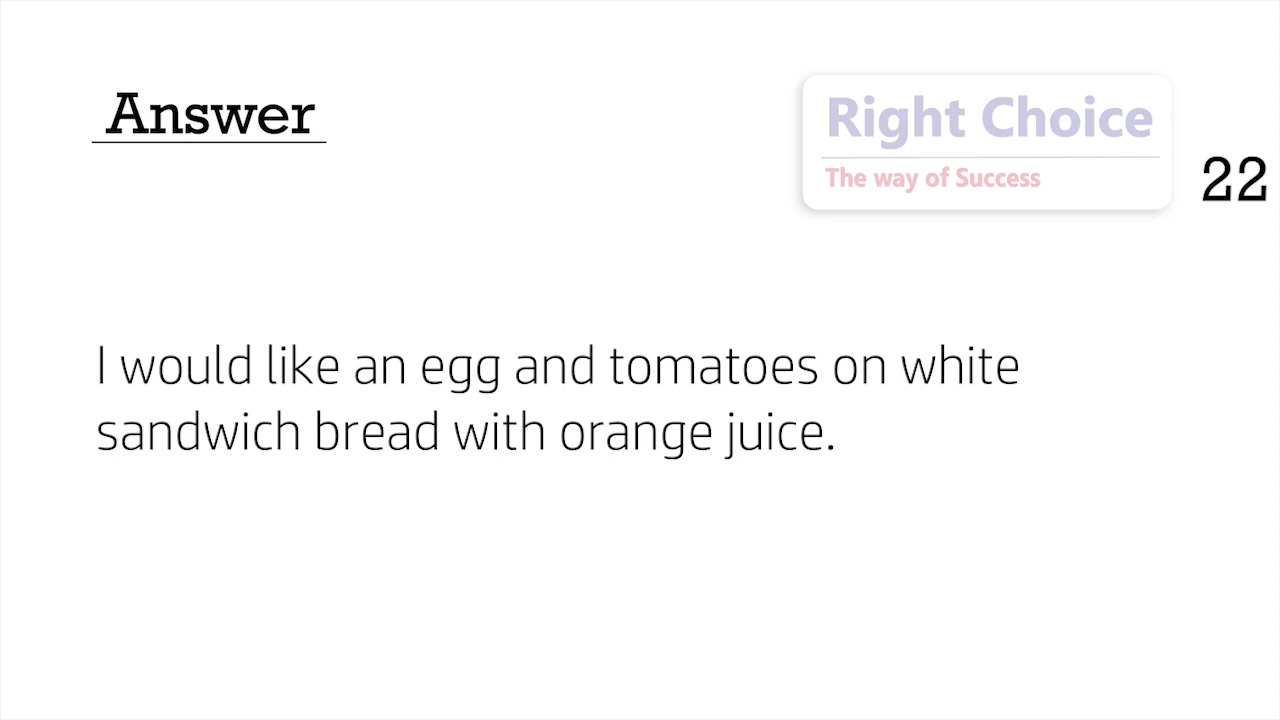 Answer
Right Choice
The way of Success
22
I would like an egg and tomatoes on white
sandwich bread with orange juice.